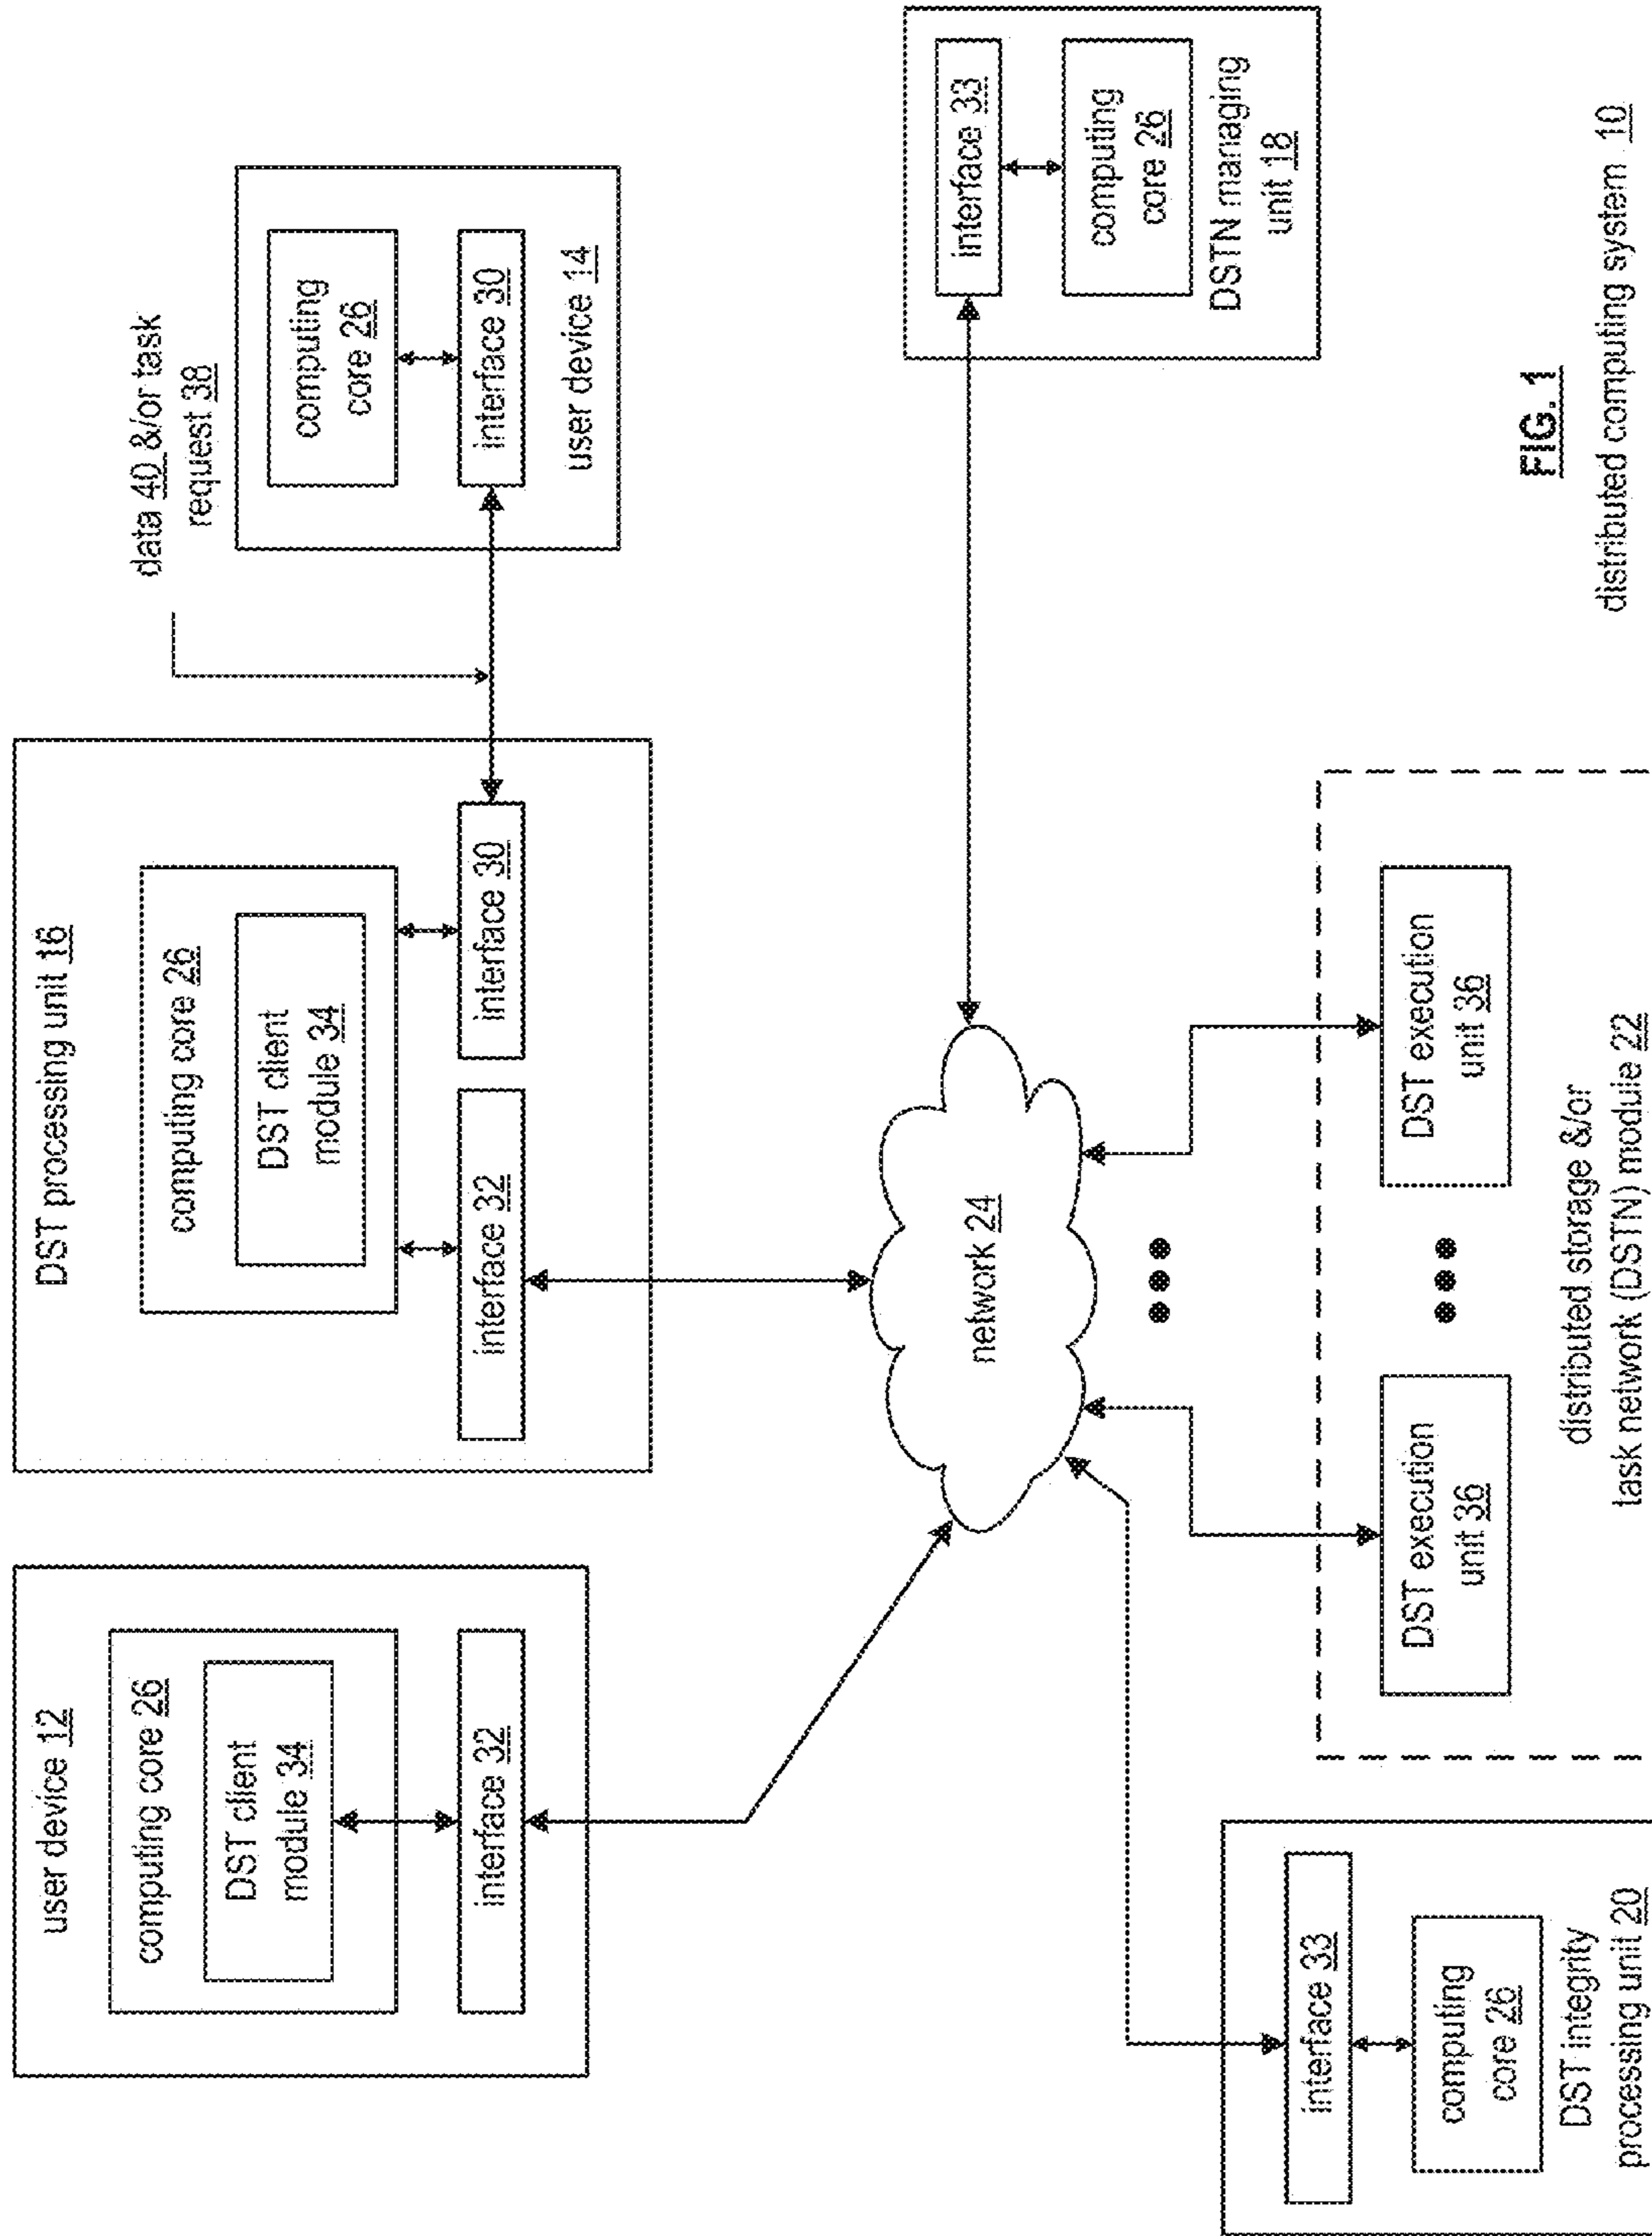 user device 12
computing core 26
DST client
module 34
interface 32
DST processing unit 16
computing core 26
DST client
module 34
interface 32
interface 30
data 40 &/or task
request 38
computing
core 26
interface 30
user device 14
network 24
interface 33
computing
core 26
DSTN managing
unit 18
interface 33
computing
core 26
DST integrity
processing unit 20
DST execution
unit 36
DST execution
unit 36
distributed storage &/or
task network (DSTN) module 22
FIG. 1
distributed computing system 10